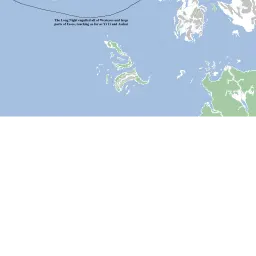 The Long Night engulfs all of Westeros and large
parts of Essos, reaching as far as Yi Ti and Asshai